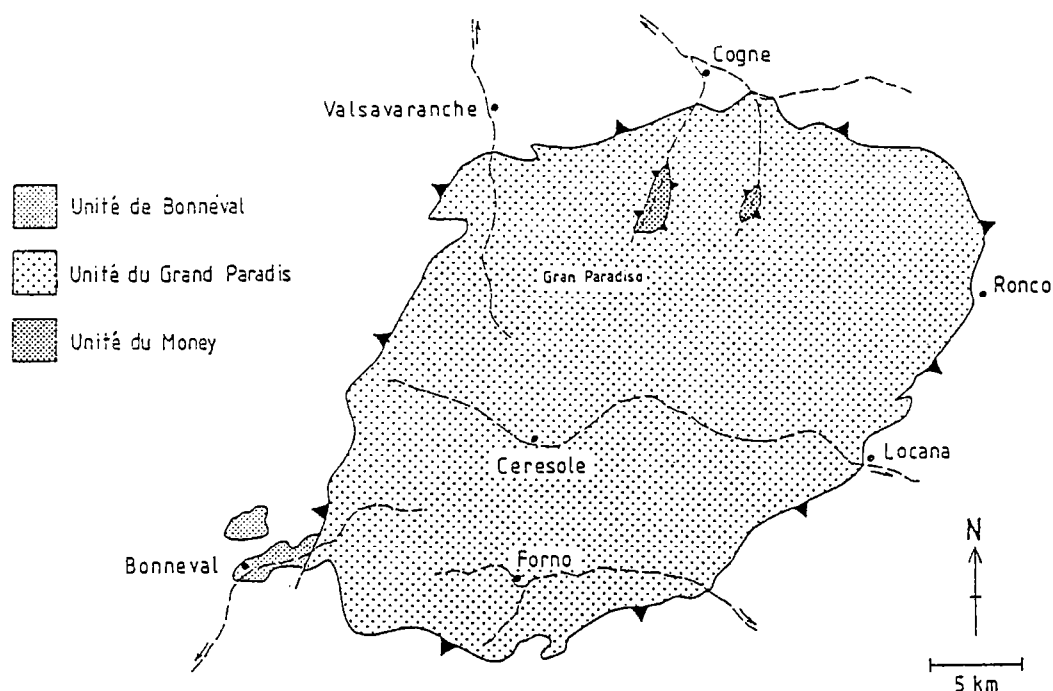 Cogne
Valsavaranche
Unité de Bonnéval
Unité du Grand Paradis
Gran Paradiso
Ronco
Unité du Money
Ceresole
Locana
Bonneval
Forno
N
5 km